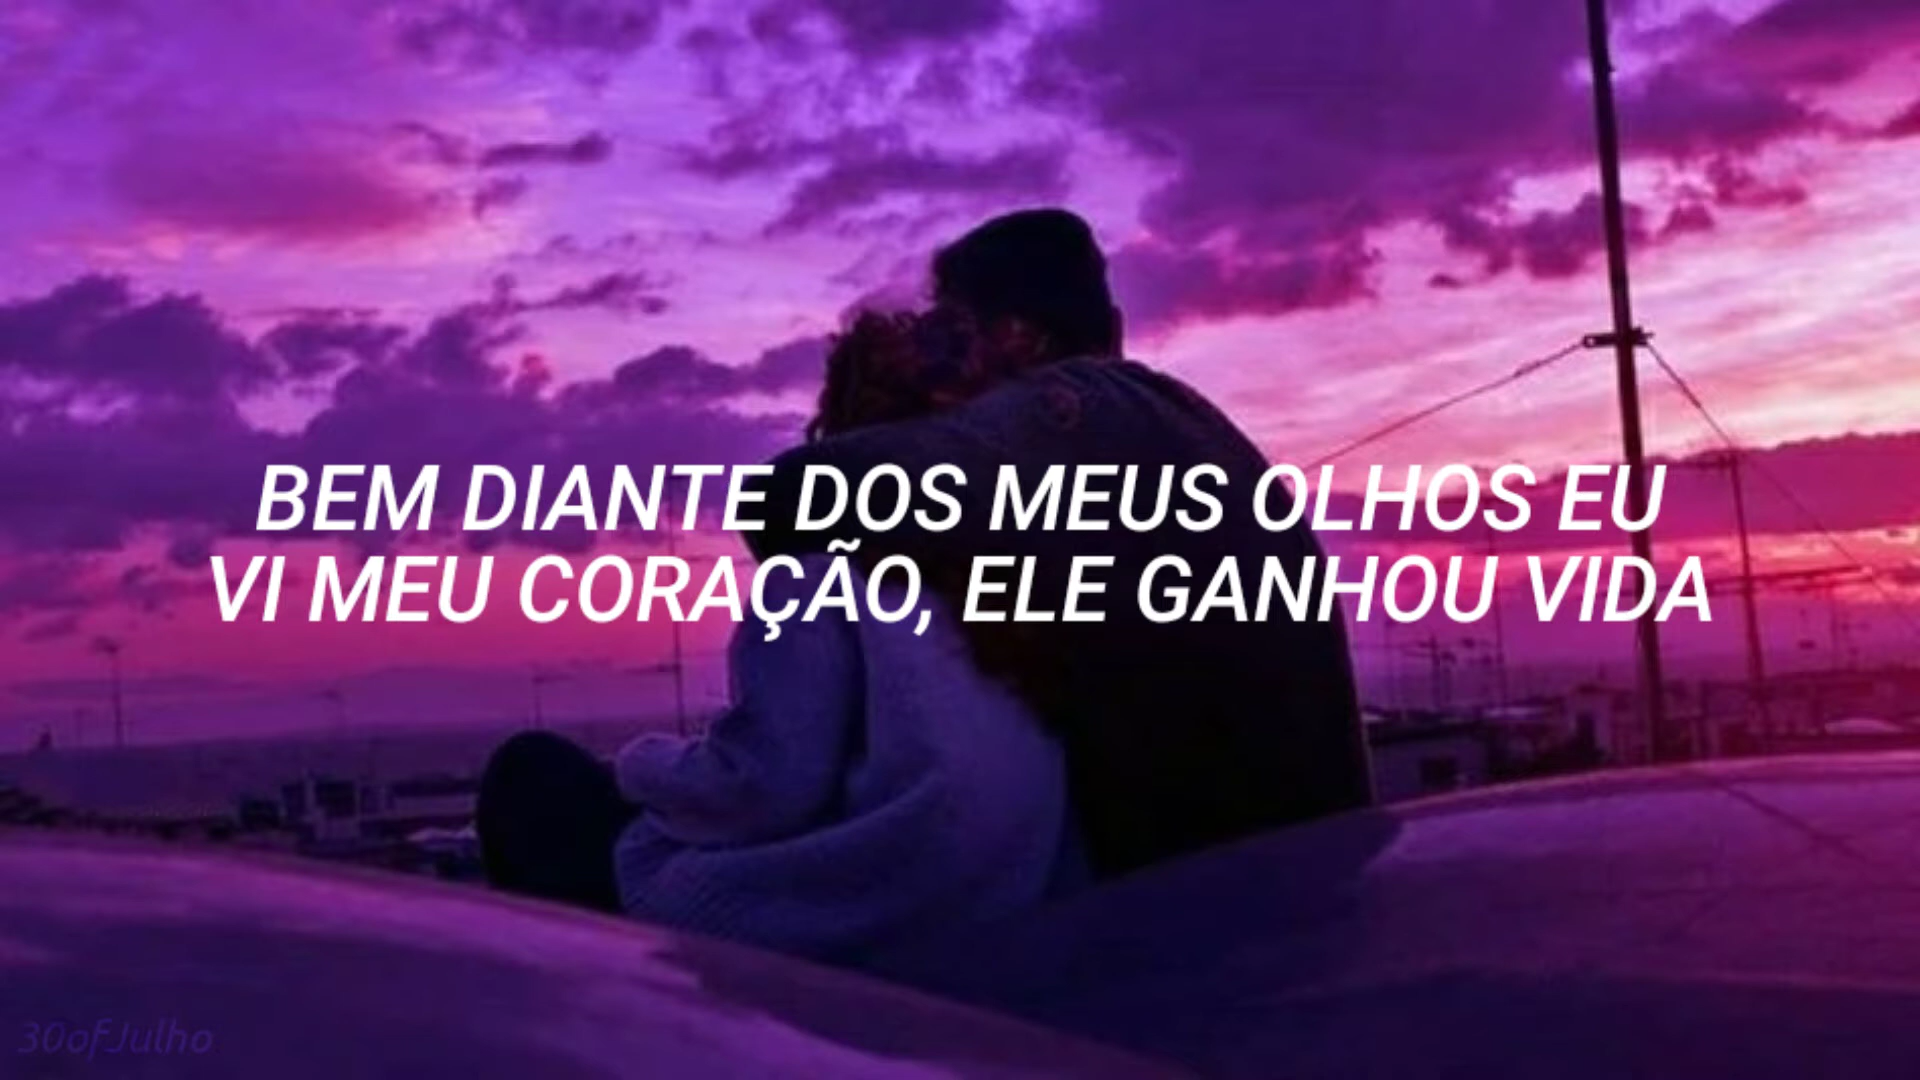 BEM DIANTE DOS MEUS OLHOS EU
VI MEU CORAÇÃO, ELE GANHOU VIDA
30ofJulho